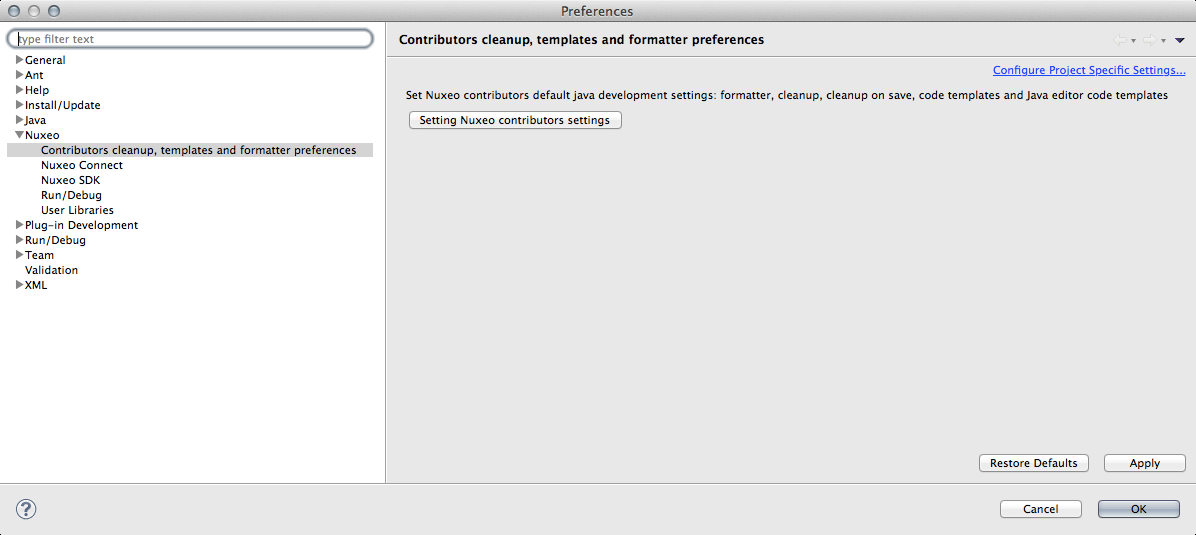 Preferences
type filter text
General
Ant
Help
Install/Update
Java
Nuxeo
Contributors cleanup, templates and formatter preferences
Nuxeo Connect
Nuxeo SDK
Run/Debug
User Libraries
Plug-in Development
Run/Debug
Team
Validation
XML
Contributors cleanup, templates and formatter preferences
Configure Project Specific Settings...
Set Nuxeo contributors default java development settings: formatter, cleanup, cleanup on save, code templates and Java editor code templates
Setting Nuxeo contributors settings
Restore Defaults
Apply
?
Cancel
OK